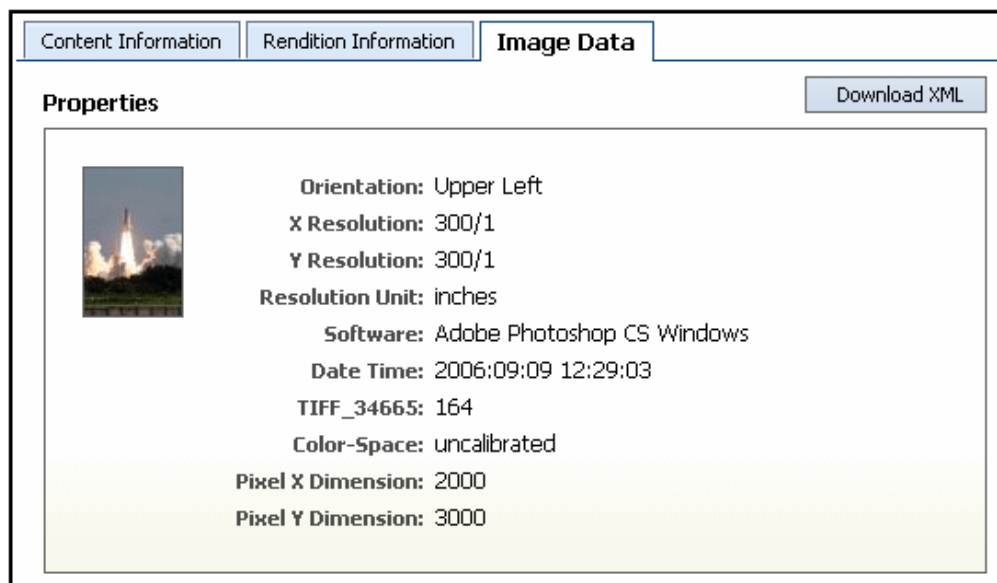 Content Information Rendition Information Image Data
Properties Download XML
Orientation: Upper Left
X Resolution: 300/1
Y Resolution: 300/1
Resolution Unit: inches
Software: Adobe Photoshop CS Windows
Date Time: 2006:09:09 12:29:03
TIFF_34665: 164
Color-Space: uncalibrated
Pixel X Dimension: 2000
Pixel Y Dimension: 3000